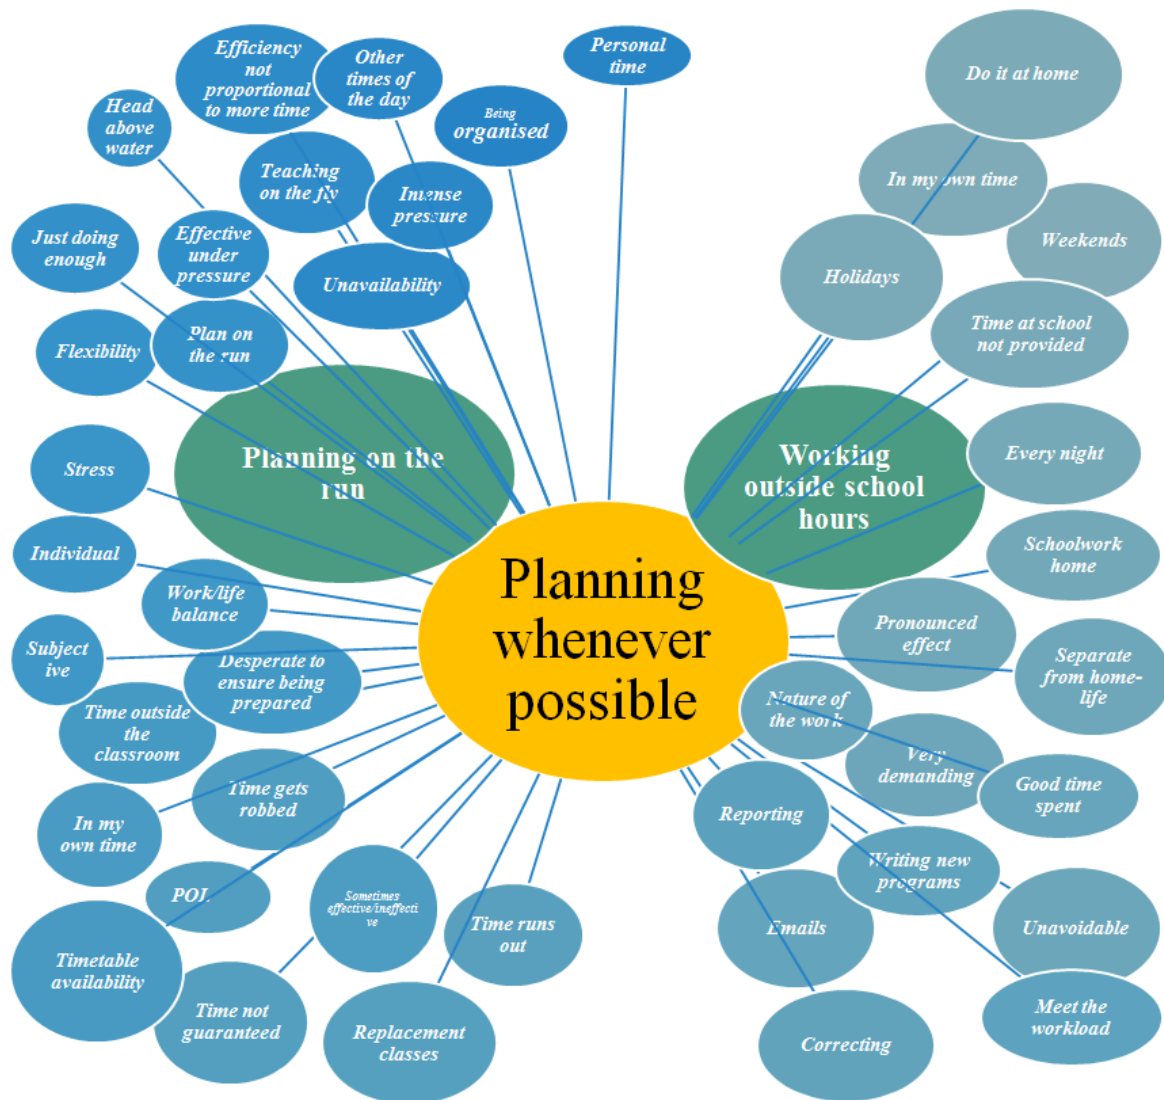 Efficiency
not
proportional
to more time
Other
times of
the day
Personal
time
Do it at home
Head
above
water
Being
organised
Teaching
on the fly
Intense
pressure
In my own time
Weekends
Just doing
enough
Effective
under
pressure
Unavailability
Holidays
Flexibility
Plan on
the run
Time at school
not provided
Planning on the
run
Working
outside school
hours
Stress
Every night
Individual
Work/life
balance
Planning
whenever
possible
Schoolwork
home
Subject
ive
Desperate to
ensure being
prepared
Pronounced
effect
Separate
from home-
life
Time outside
the
classroom
Nature of
the work
Very
demanding
Good time
spent
In my
own time
Time gets
robbed
Reporting
Writing new
programs
POL
Sometimes
effective/ineffecti
ve
Time runs
out
Emails
Unavoidable
Timetable
availability
Time not
guaranteed
Replacement
classes
Correcting
Meet the
workload